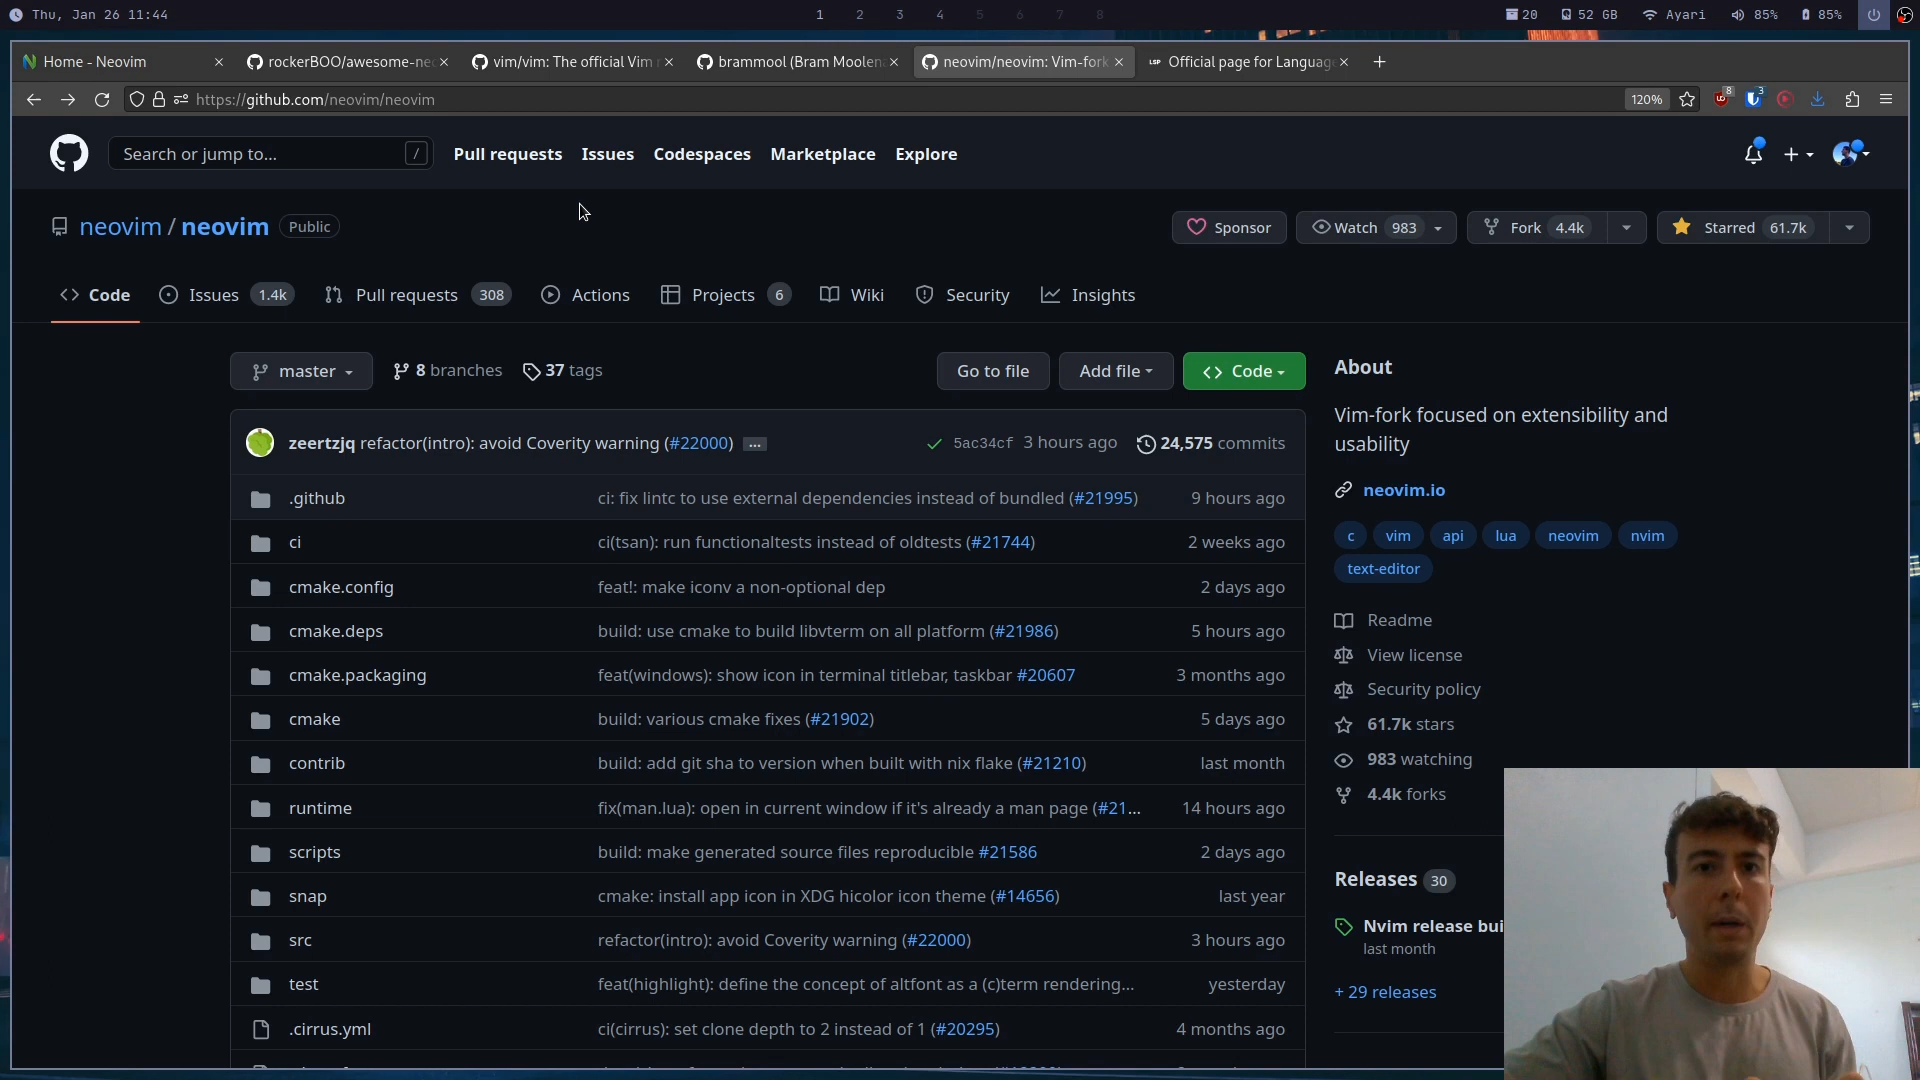 Thu, Jan 26 11:44 1 2 3 4 5 6 7 8 20 52 GB Ayari 85% 85%
Home - Neovim rockerBOO/awesome-ne vim/vim: The official Vim brammool (Bram Moolena neovim/neovim: Vim-fork LSP Official page for Language
https://github.com/neovim/neovim 120% 8 3
Search or jump to... / Pull requests Issues Codespaces Marketplace Explore
neovim / neovim Public Sponsor Watch 983 Fork 4.4k Starred 61.7k
Code Issues 1.4k Pull requests 308 Actions Projects 6 Wiki Security Insights
master 8 branches 37 tags Go to file Add file Code
zeertzjq refactor(intro): avoid Coverity warning (#22000) ... 5ac34cf 3 hours ago 24,575 commits
.github ci: fix lintc to use external dependencies instead of bundled (#21995) 9 hours ago
ci ci(tsan): run functionaltests instead of oldtests (#21744) 2 weeks ago
cmake.config feat!: make iconv a non-optional dep 2 days ago
cmake.deps build: use cmake to build libvterm on all platform (#21986) 5 hours ago
cmake.packaging feat(windows): show icon in terminal titlebar, taskbar #20607 3 months ago
cmake build: various cmake fixes (#21902) 5 days ago
contrib build: add git sha to version when built with nix flake (#21210) last month
runtime fix(man.lua): open in current window if it's already a man page (#21... 14 hours ago
scripts build: make generated source files reproducible #21586 2 days ago
snap cmake: install app icon in XDG hicolor icon theme (#14656) last year
src refactor(intro): avoid Coverity warning (#22000) 3 hours ago
test feat(highlight): define the concept of altfont as a (c)term rendering... yesterday
.cirrus.yml ci(cirrus): set clone depth to 2 instead of 1 (#20295) 4 months ago
About
Vim-fork focused on extensibility and
usability
neovim.io
c vim api lua neovim nvim
text-editor
Readme
View license
Security policy
61.7k stars
983 watching
4.4k forks
Releases 30
Nvim release bui
last month
+ 29 releases